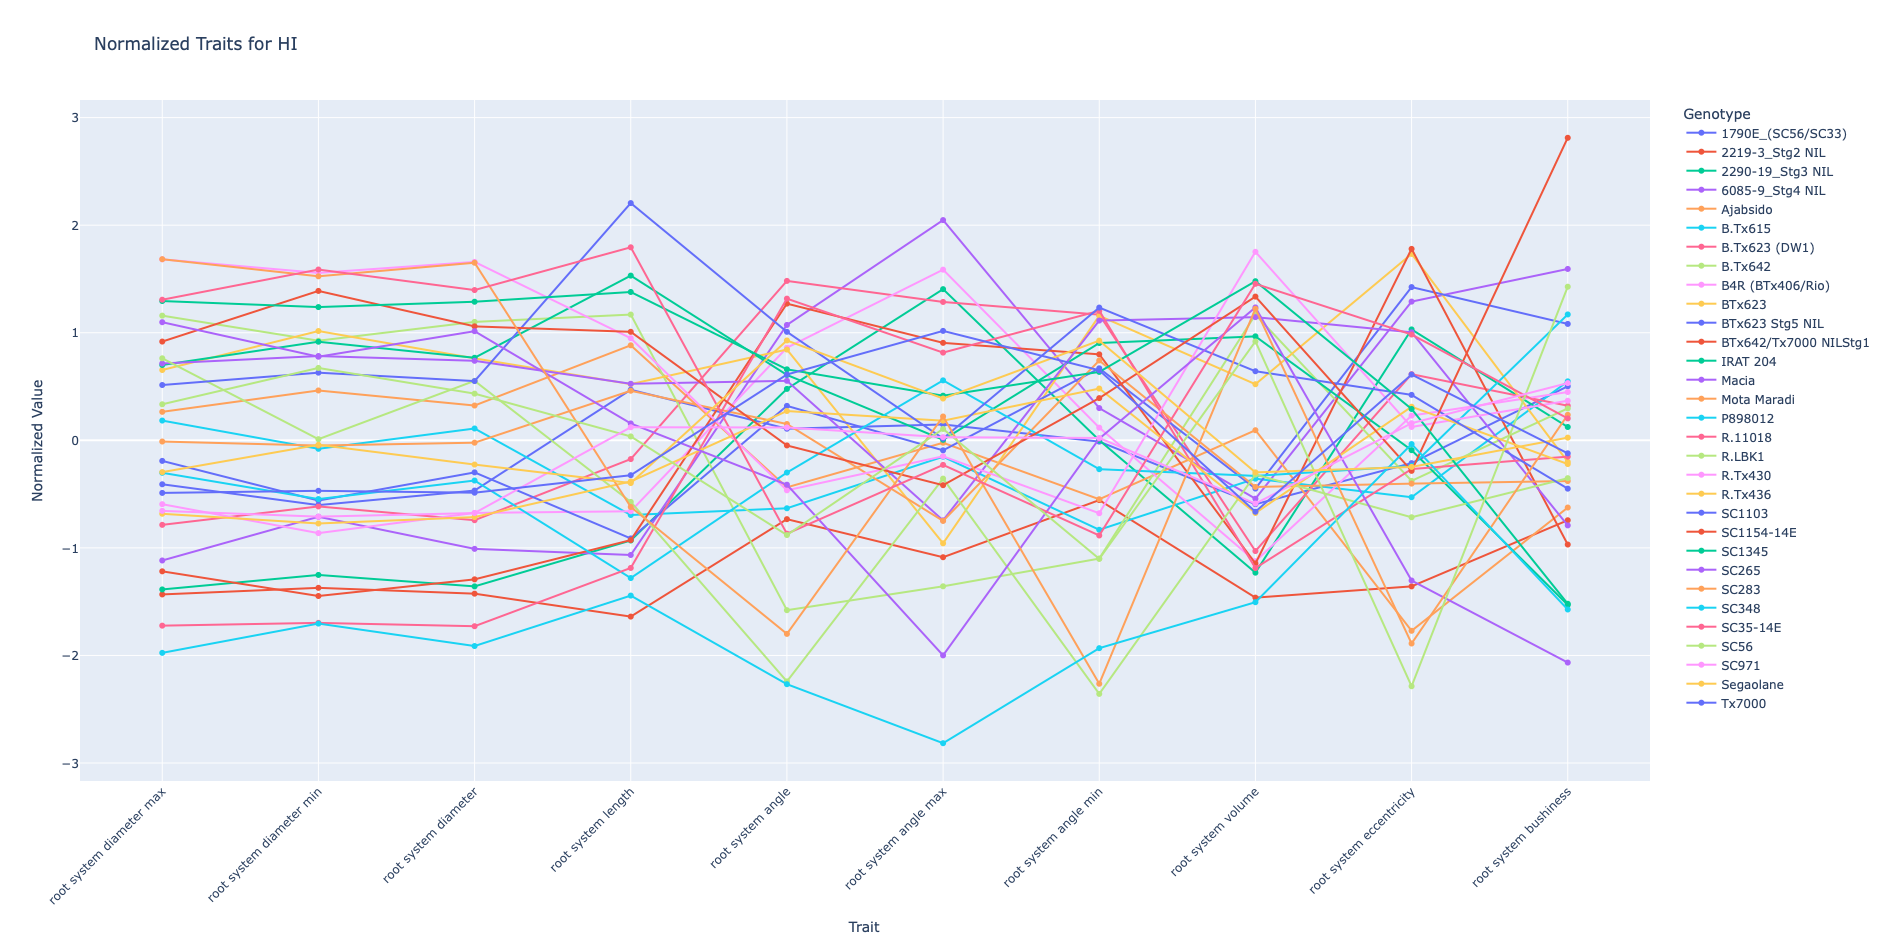 Normalized Traits for HI
Normalized Value
3
2
1
0
−1
−2
−3
root system diameter max
root system diameter min
root system diameter
root system length
root system angle
root system angle max
root system angle min
root system volume
root system eccentricity
root system bushiness
Trait
Genotype
1790E_(SC56/SC33)
2219-3_Stg2 NIL
2290-19_Stg3 NIL
6085-9_Stg4 NIL
Ajabsido
B.Tx615
B.Tx623 (DW1)
B.Tx642
B4R (BTx406/Rio)
BTx623
BTx623 Stg5 NIL
BTx642/Tx7000 NILStg1
IRAT 204
Macia
Mota Maradi
P898012
R.11018
R.LBK1
R.Tx430
R.Tx436
SC1103
SC1154-14E
SC1345
SC265
SC283
SC348
SC35-14E
SC56
SC971
Segaolane
Tx7000